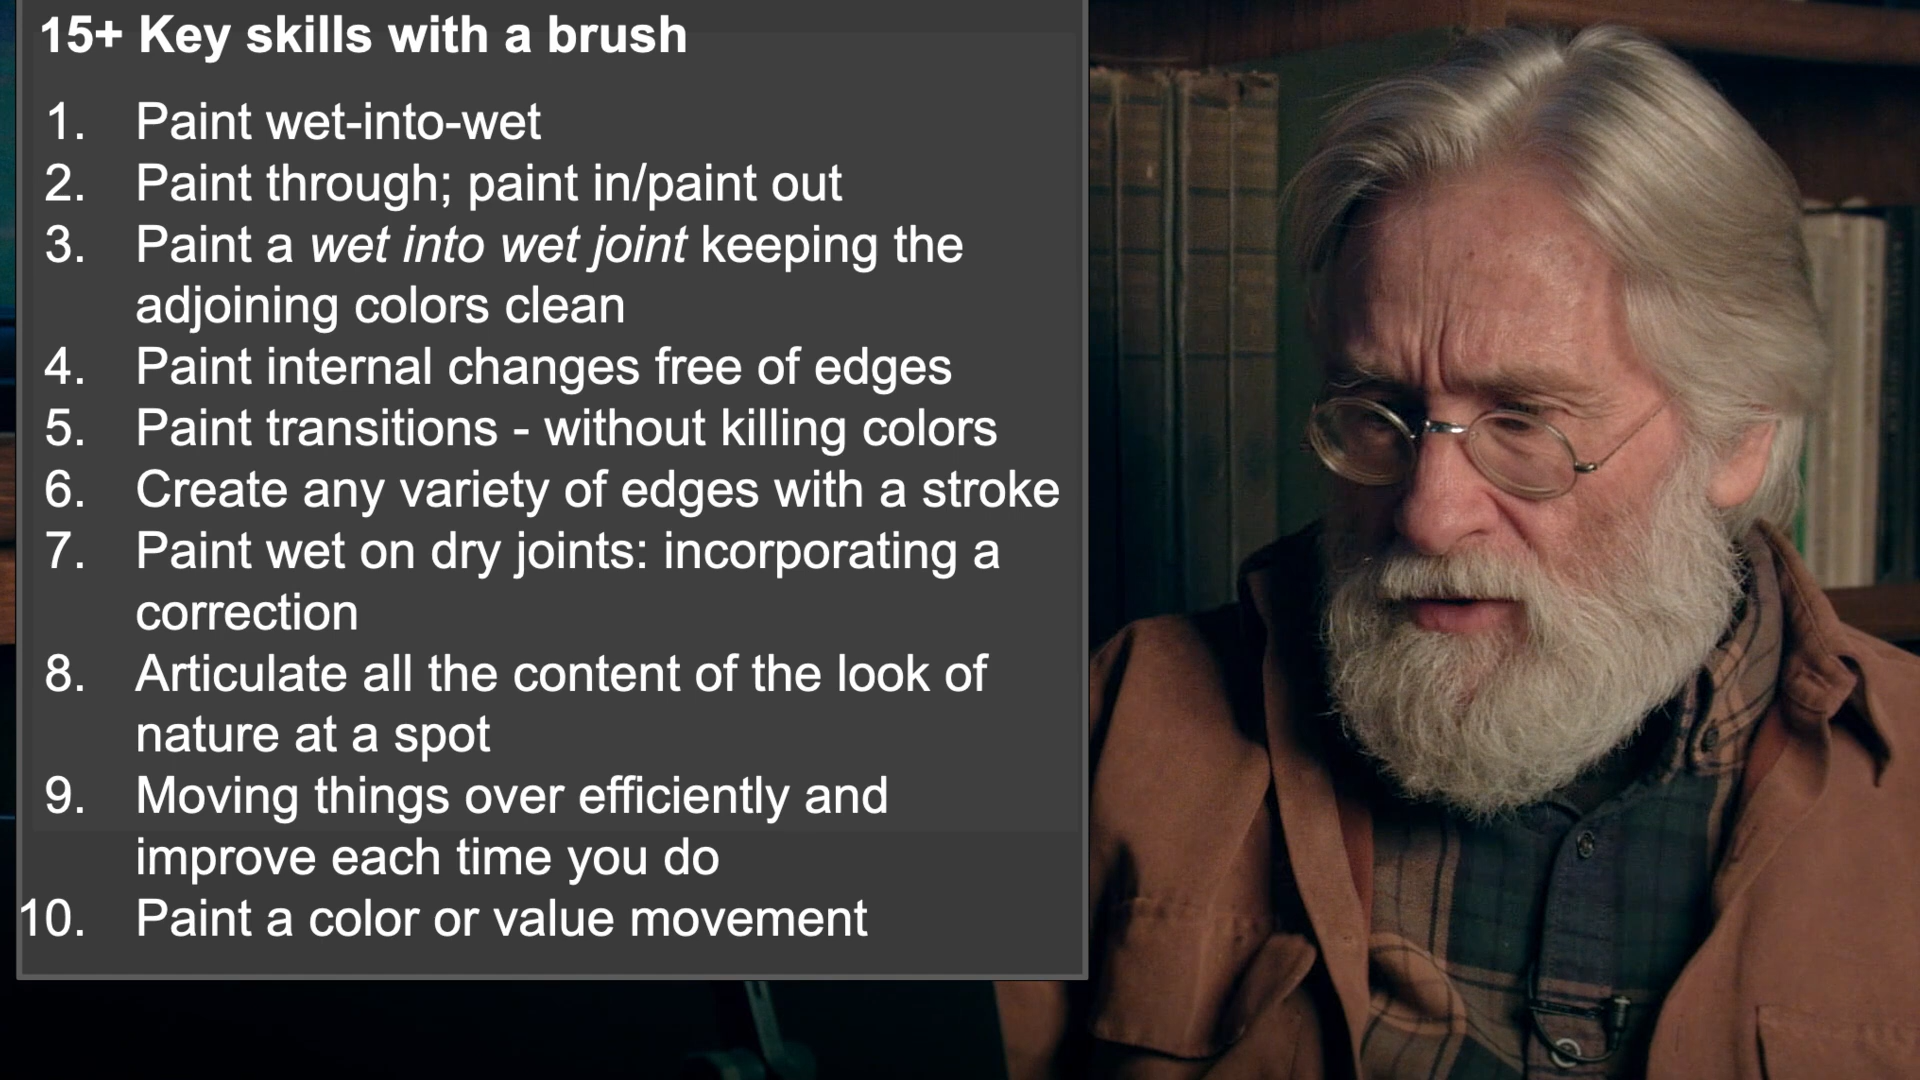 15+ Key skills with a brush
1. Paint wet-into-wet
2. Paint through; paint in/paint out
3. Paint a wet into wet joint keeping the
adjoining colors clean
4. Paint internal changes free of edges
5. Paint transitions - without killing colors
6. Create any variety of edges with a stroke
7. Paint wet on dry joints: incorporating a
correction
8. Articulate all the content of the look of
nature at a spot
9. Moving things over efficiently and
improve each time you do
10. Paint a color or value movement